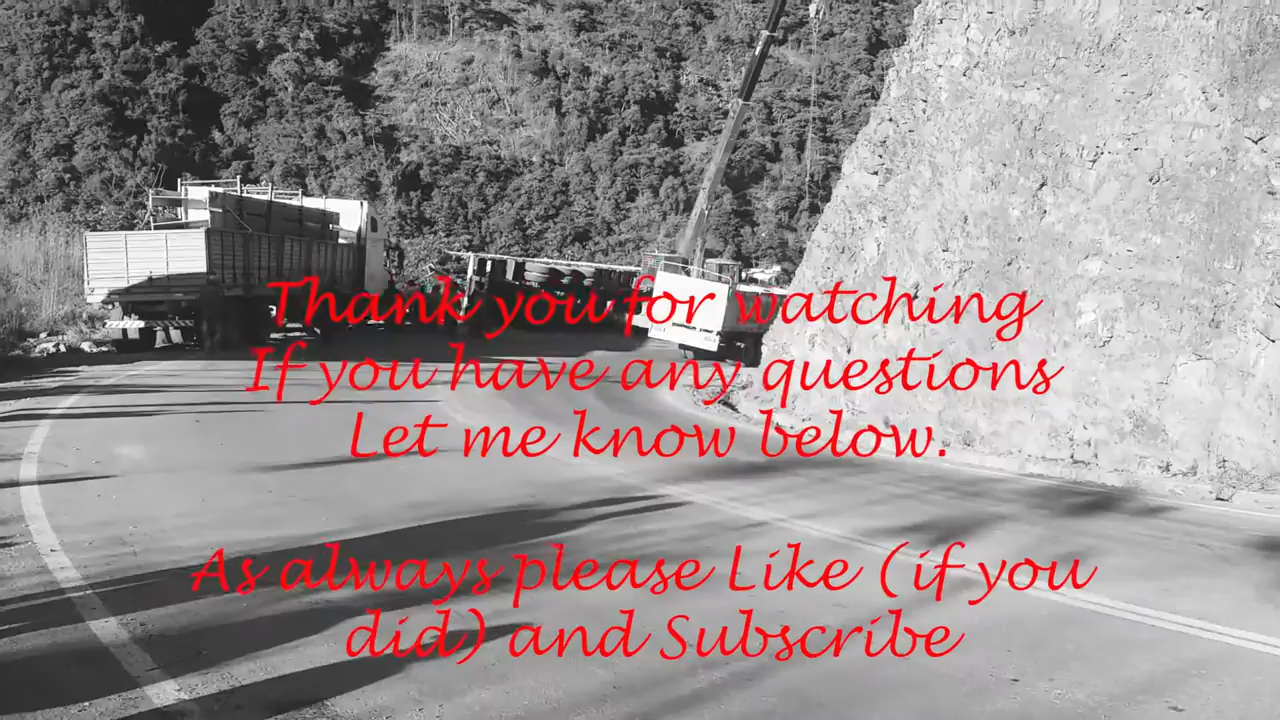 Thank you for watching
If you have any questions
Let me know below.
As always please Like (if you
did) and Subscribe